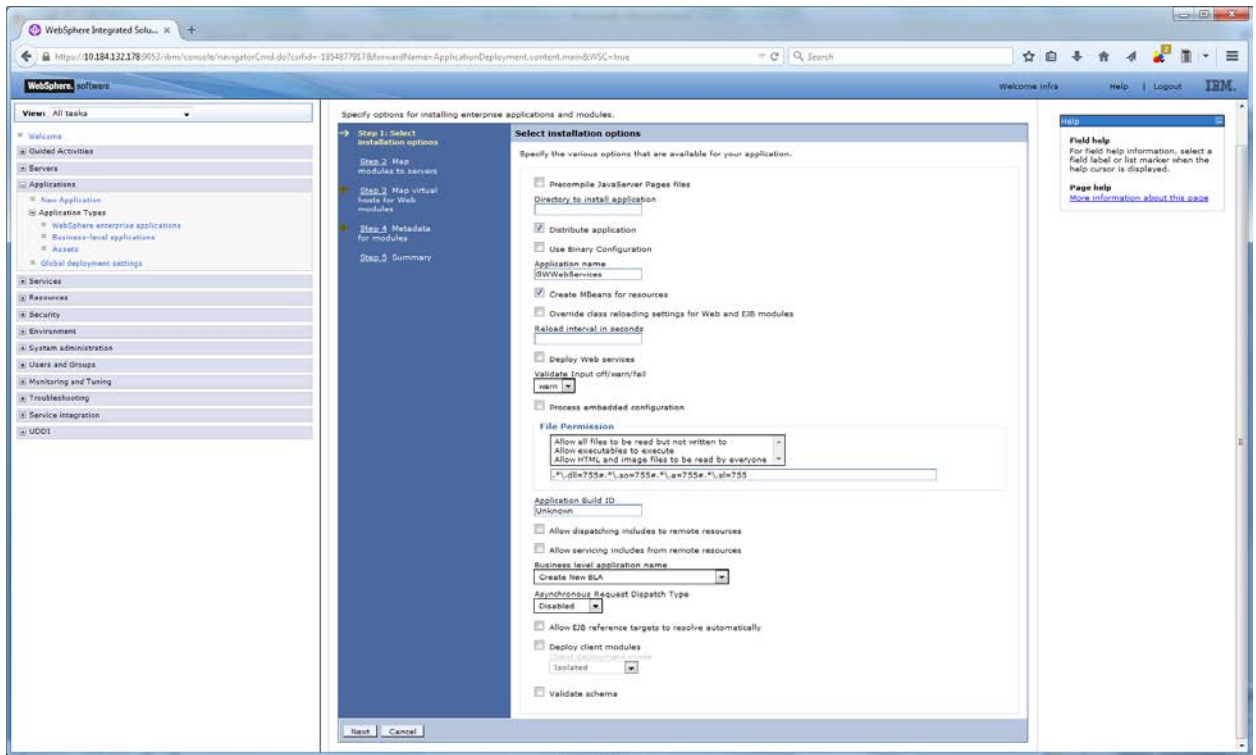 WebSphere Integrated Solu... × +
https://10.184.132.178:9053/ibm/console/navigatorCmd.do?csrfid=-1854877917&forwardName=ApplicationDeployment.content.main&WSC=true
Search
WebSphere. software
Welcome infra Help | Logout IBM.
View: All tasks
Welcome
Guided Activities
Servers
Applications
New Application
Application Types
WebSphere enterprise applications
Business-level applications
Assets
Global deployment settings
Services
Resources
Security
Environment
System administration
Users and Groups
Monitoring and Tuning
Troubleshooting
Service integration
UDDI
Specify options for installing enterprise applications and modules.
Step 1: Select
installation options
Step 2 Map
modules to servers
Step 3 Map virtual
hosts for Web
modules
Step 4 Metadata
for modules
Step 5 Summary
Select installation options
Specify the various options that are available for your application.
Precompile JavaServer Pages files
Directory to install application
Distribute application
Use Binary Configuration
Application name
GWWebServices
Create MBeans for resources
Override class reloading settings for Web and EJB modules
Reload interval in seconds
Deploy Web services
Validate Input off/warn/fail
warn
Process embedded configuration
File Permission
Allow all files to be read but not written to
Allow executables to execute
Allow HTML and image files to be read by everyone
.*\.dll=755#.*\.so=755#.*\.a=755#.*\.sl=755
Application Build ID
Unknown
Allow dispatching includes to remote resources
Allow servicing includes from remote resources
Business level application name
Create New BLA
Asynchronous Request Dispatch Type
Disabled
Allow EJB reference targets to resolve automatically
Deploy client modules
Client deployment mode
Isolated
Validate schema
Next Cancel
Help
Field help
For field help information, select a
field label or list marker when the
help cursor is displayed.
Page help
More information about this page